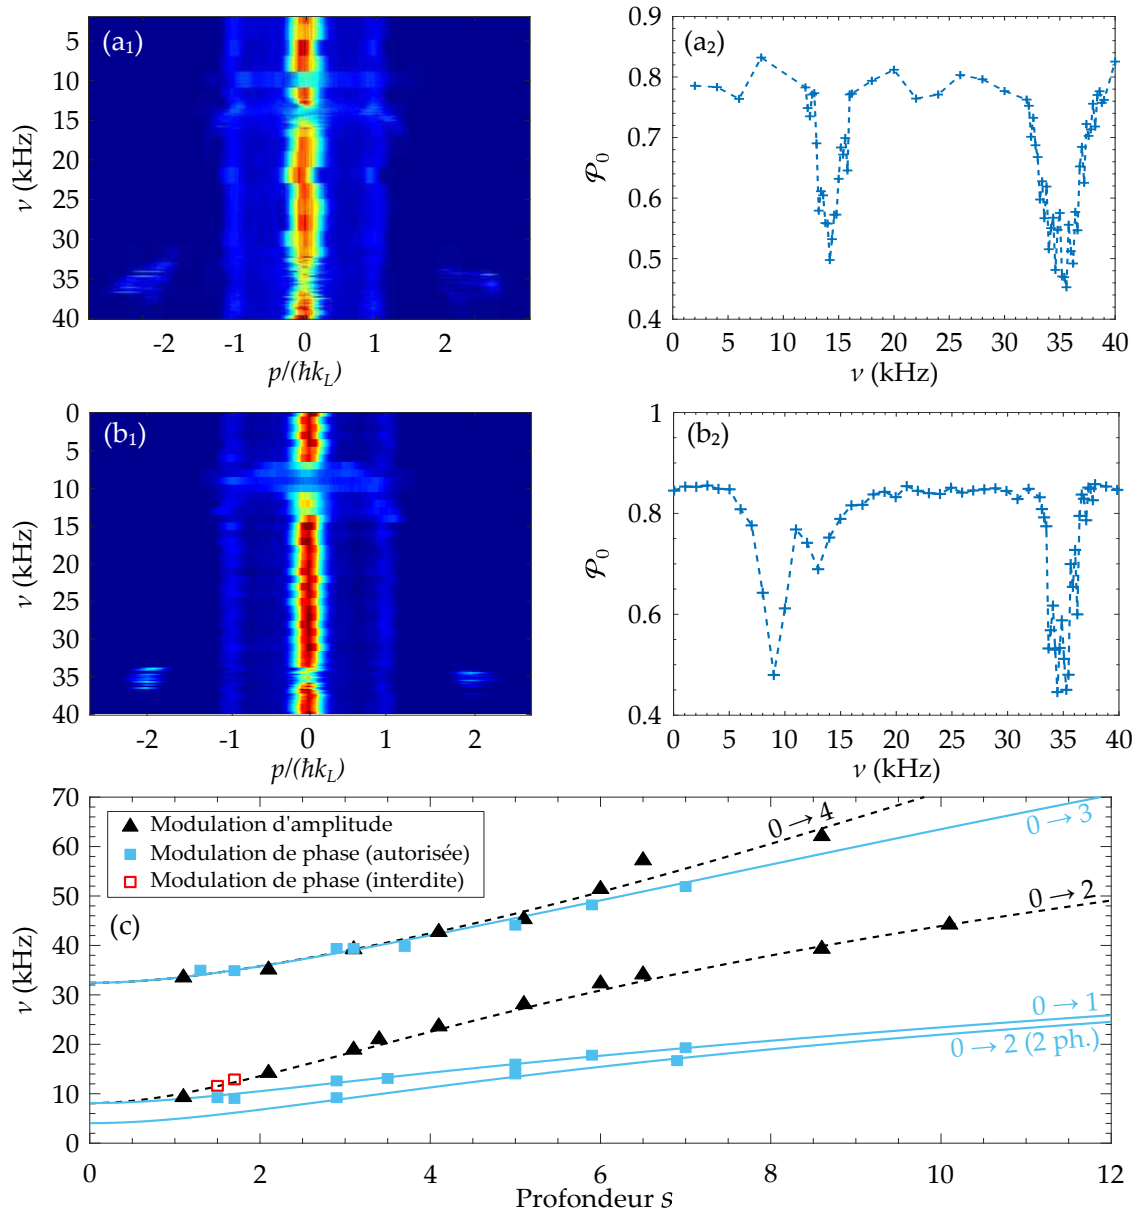 (a₁)
5
10
15
20
25
30
35
40
ν (kHz)
-2 -1 0 1 2
p/(ħk_L)
(a₂)
0.9
0.8
0.7
0.6
0.5
0.4
𝒫₀
0 5 10 15 20 25 30 35 40
ν (kHz)
(b₁)
0
5
10
15
20
25
30
35
40
ν (kHz)
-2 -1 0 1 2
p/(ħk_L)
(b₂)
1
0.8
0.6
0.4
𝒫₀
0 5 10 15 20 25 30 35 40
ν (kHz)
70
60
50
40
30
20
10
0
ν (kHz)
Modulation d'amplitude
Modulation de phase (autorisée)
Modulation de phase (interdite)
(c)
0 → 4
0 → 3
0 → 2
0 → 1
0 → 2 (2 ph.)
0 2 4 6 8 10 12
Profondeur s